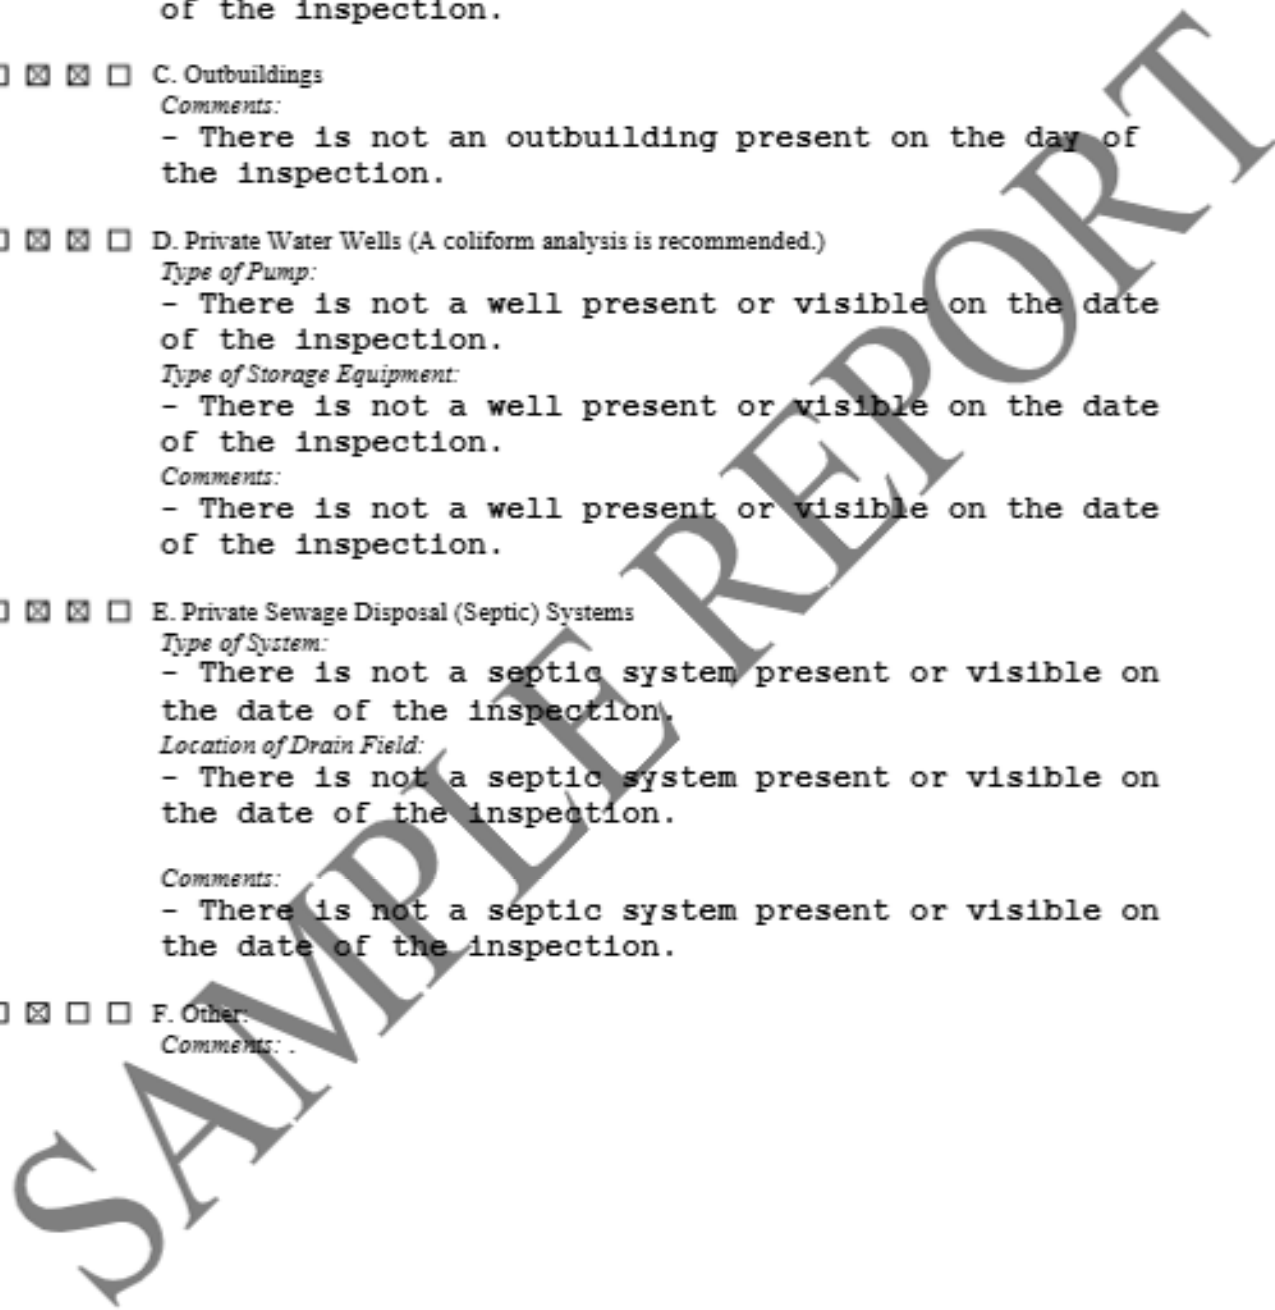 of the inspection.
☒ ☒ ☐ C. Outbuildings
Comments:
- There is not an outbuilding present on the day of
the inspection.
☒ ☒ ☐ D. Private Water Wells (A coliform analysis is recommended.)
Type of Pump:
- There is not a well present or visible on the date
of the inspection.
Type of Storage Equipment:
- There is not a well present or visible on the date
of the inspection.
Comments:
- There is not a well present or visible on the date
of the inspection.
☒ ☒ ☐ E. Private Sewage Disposal (Septic) Systems
Type of System:
- There is not a septic system present or visible on
the date of the inspection.
Location of Drain Field:
- There is not a septic system present or visible on
the date of the inspection.
Comments:
- There is not a septic system present or visible on
the date of the inspection.
☒ ☐ ☐ F. Other:
Comments: .
SAMPLE REPORT